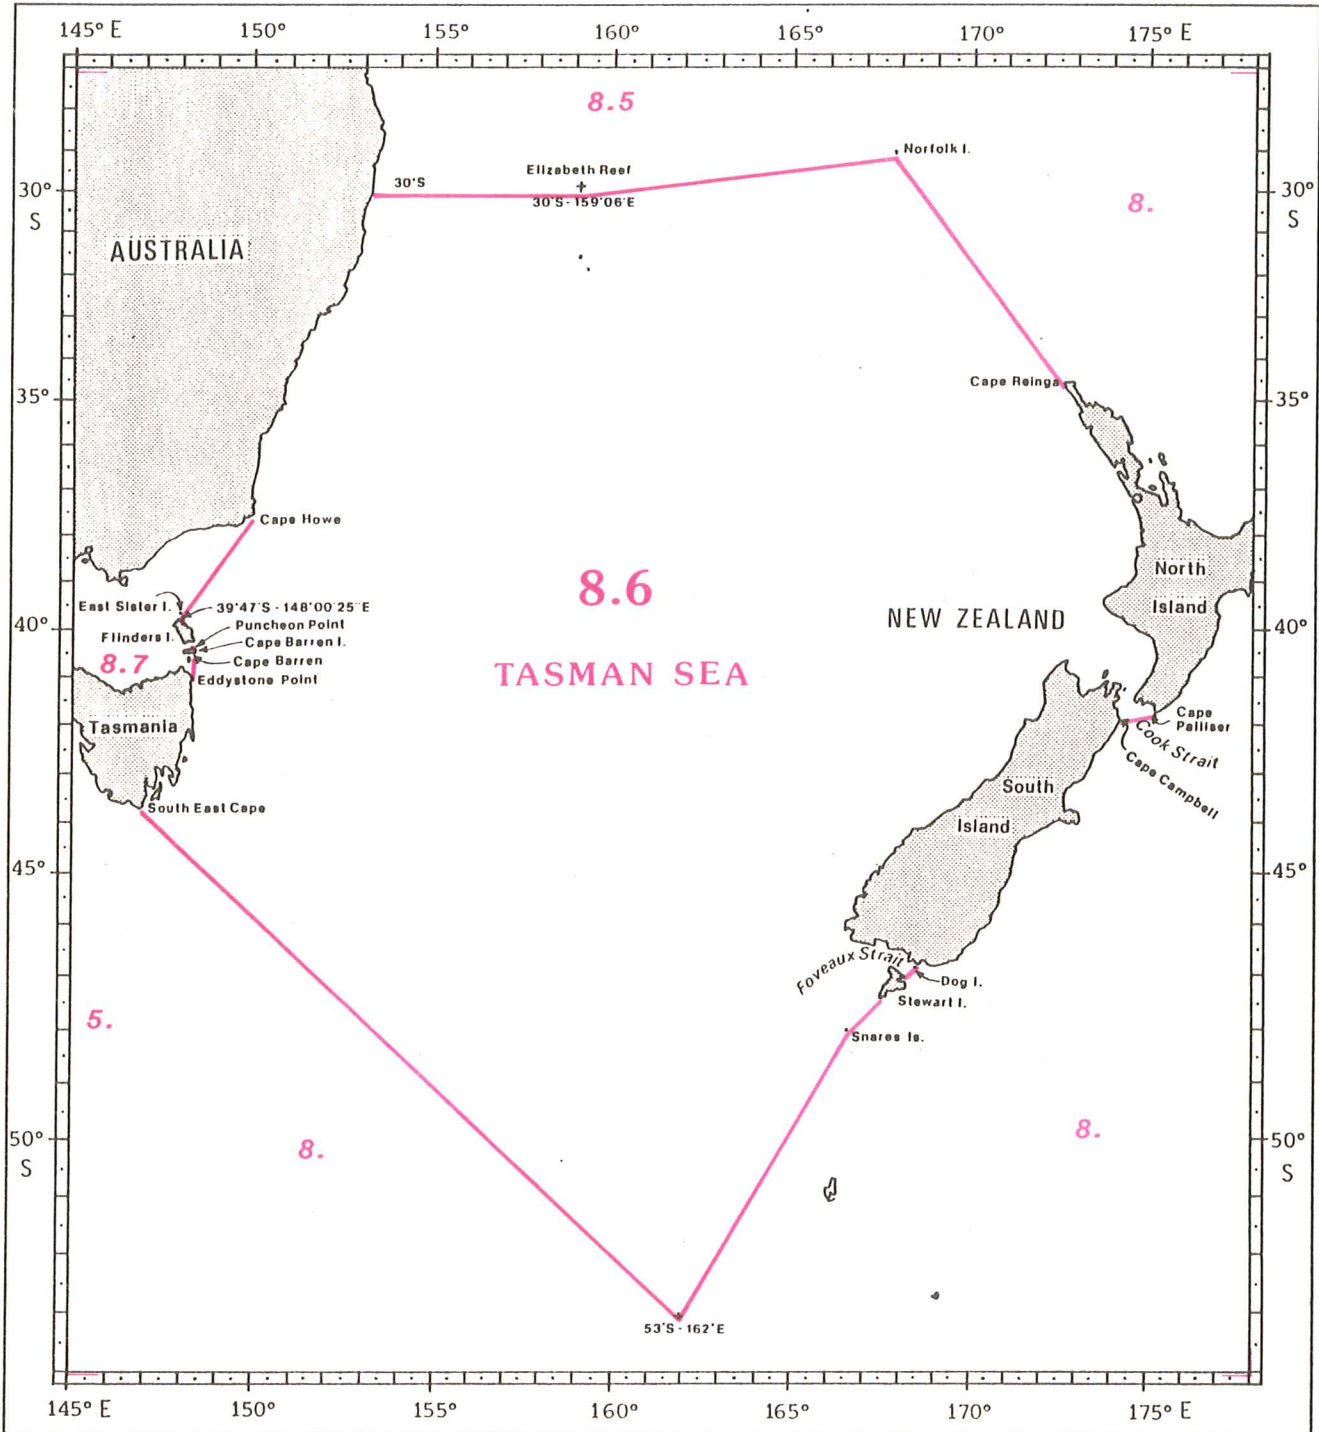 145° E 150° 155° 160° 165° 170° 175° E
8.5
Norfolk I.
Elizabeth Reef
30°S
30°S - 159°06'E
30° S
30° S
8.
AUSTRALIA
Cape Reinga
35°
35°
Cape Howe
North Island
8.6
TASMAN SEA
NEW ZEALAND
East Sister I.
39°47'S - 148°00'25"E
Flinders I.
Puncheon Point
Cape Barren I.
Cape Barren
40°
40°
8.7
Eddystone Point
Tasmania
Cape Palliser
Cook Strait
Cape Campbell
South East Cape
South Island
45°
45°
Foveaux Strait
Dog I.
Stewart I.
Snares Is.
5.
8.
8.
50° S
50° S
53°S - 162°E
145° E 150° 155° 160° 165° 170° 175° E